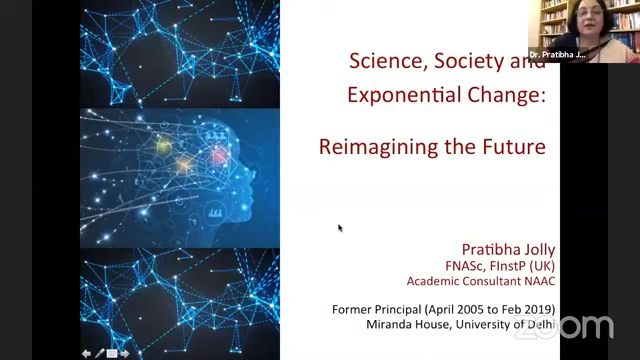 Dr. Pratibha J...
Science, Society and
Exponential Change:
Reimagining the Future
Pratibha Jolly
FNASc, FInstP (UK)
Academic Consultant NAAC
Former Principal (April 2005 to Feb 2019)
Miranda House, University of Delhi
zoom